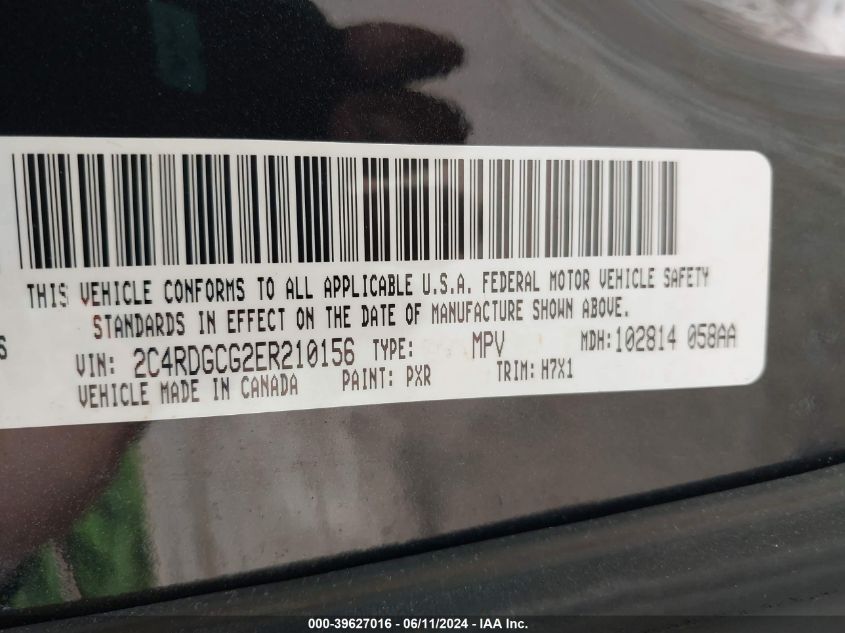 THIS VEHICLE CONFORMS TO ALL APPLICABLE U.S.A. FEDERAL MOTOR VEHICLE SAFETY
STANDARDS IN EFFECT ON THE DATE OF MANUFACTURE SHOWN ABOVE.
VIN: 2C4RDGCG2ER210156 TYPE: MPV MDH: 102814 058AA
VEHICLE MADE IN CANADA PAINT: PXR TRIM: H7X1
000-39627016 - 06/11/2024 - IAA Inc.